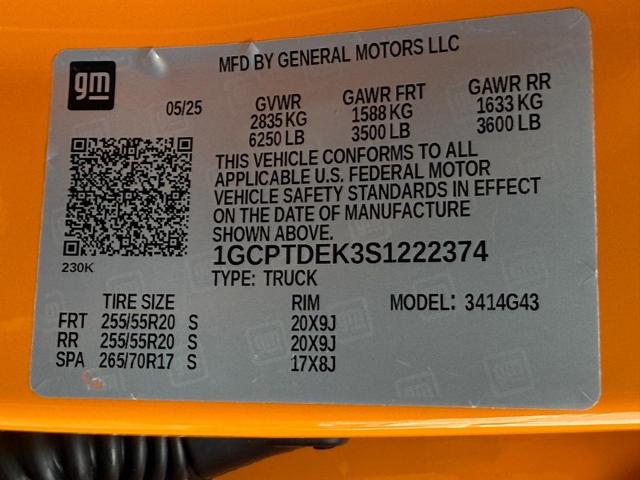 MFD BY GENERAL MOTORS LLC
gm
05/25
GVWR GAWR FRT GAWR RR
2835 KG 1588 KG 1633 KG
6250 LB 3500 LB 3600 LB
THIS VEHICLE CONFORMS TO ALL
APPLICABLE U.S. FEDERAL MOTOR
VEHICLE SAFETY STANDARDS IN EFFECT
ON THE DATE OF MANUFACTURE
SHOWN ABOVE.
1GCPTDEK3S1222374
230K
TYPE: TRUCK
TIRE SIZE RIM MODEL: 3414G43
FRT 255/55R20 S 20X9J
RR 255/55R20 S 20X9J
SPA 265/70R17 S 17X8J